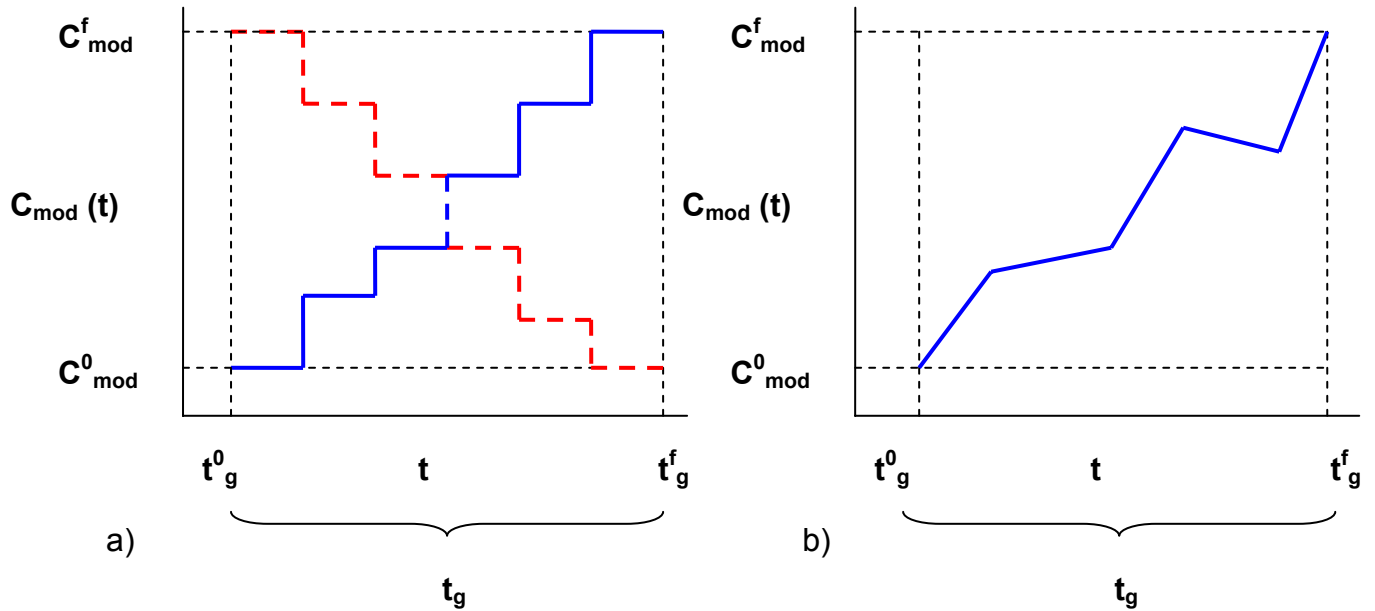 C^f_mod
C_mod (t)
C^0_mod
t^0_g t t^f_g
a)
t_g
C^f_mod
C_mod (t)
C^0_mod
t^0_g t t^f_g
b)
t_g